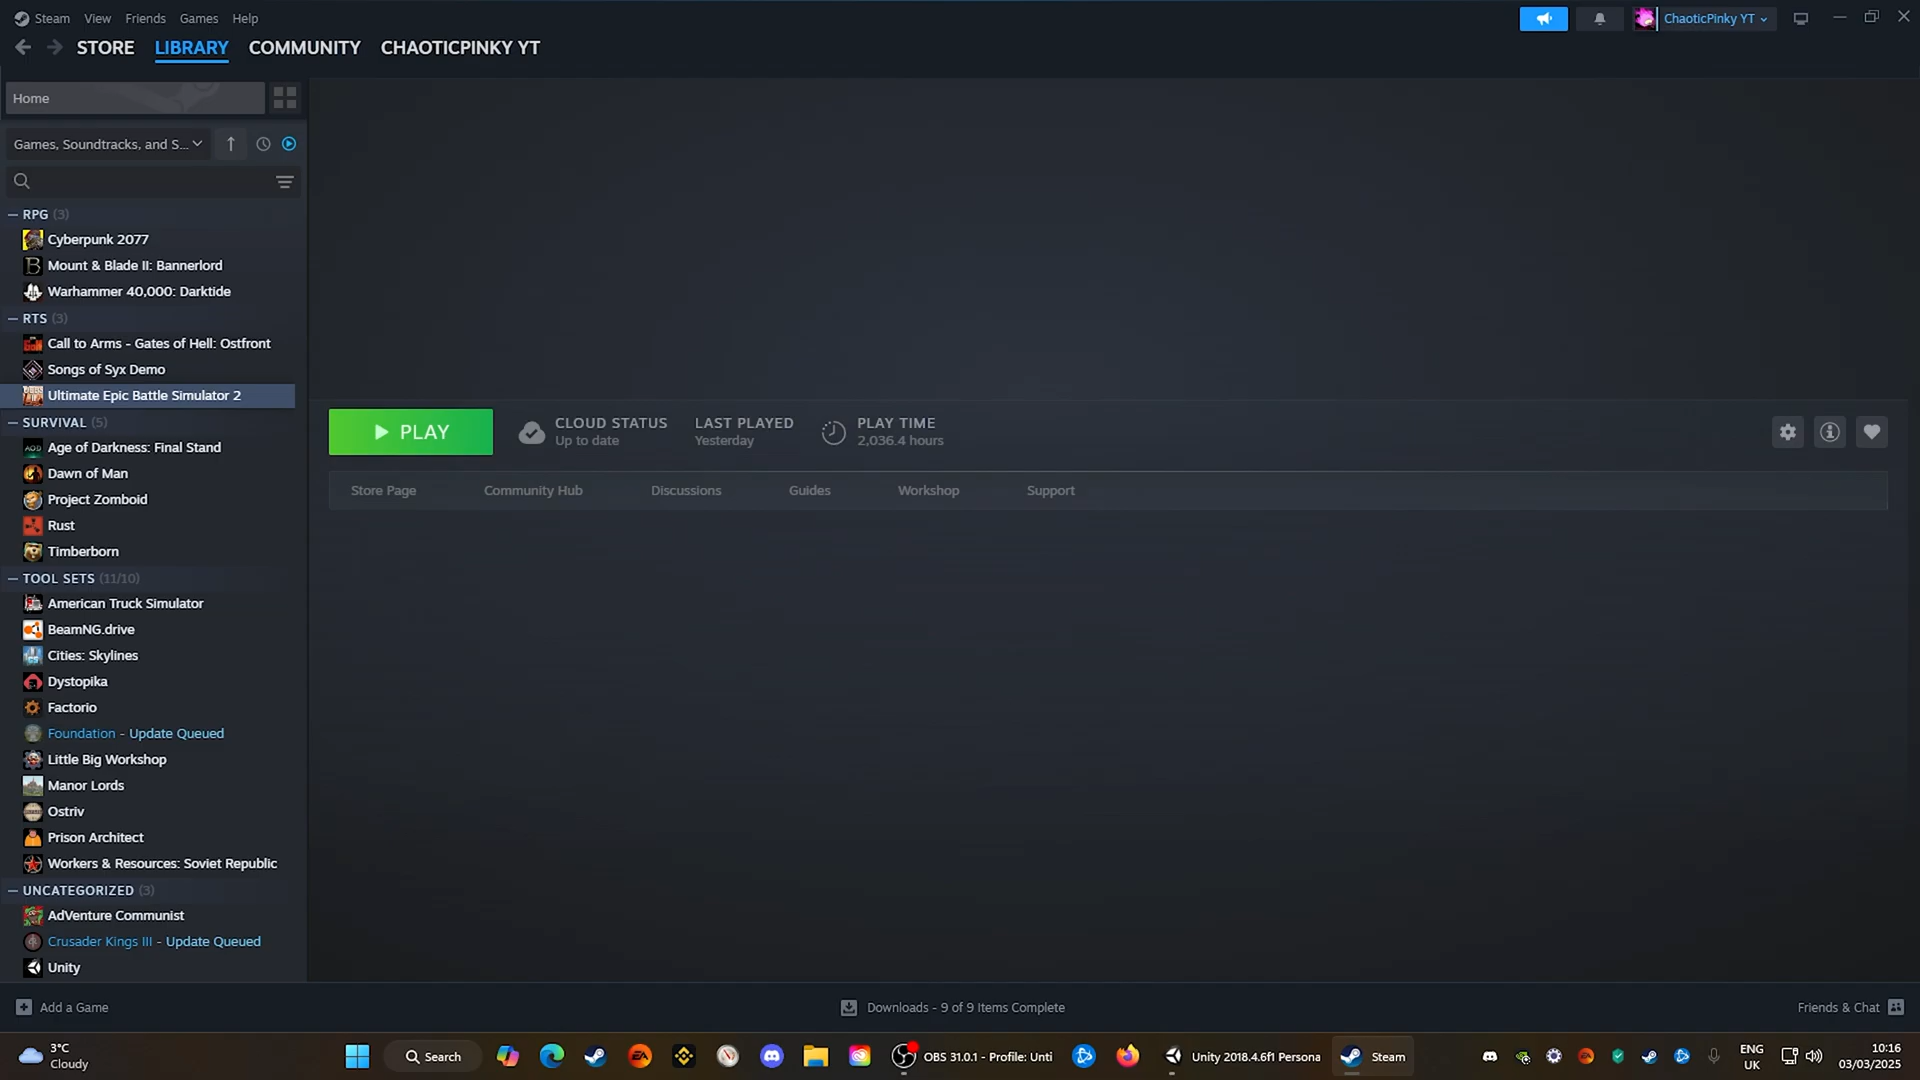 Steam View Friends Games Help
ChaoticPinky YT
STORE LIBRARY COMMUNITY CHAOTICPINKY YT
Home
Games, Soundtracks, and S...
RPG (3)
Cyberpunk 2077
Mount & Blade II: Bannerlord
Warhammer 40,000: Darktide
RTS (3)
Call to Arms - Gates of Hell: Ostfront
Songs of Syx Demo
Ultimate Epic Battle Simulator 2
SURVIVAL (5)
Age of Darkness: Final Stand
Dawn of Man
Project Zomboid
Rust
Timberborn
TOOL SETS (11/10)
American Truck Simulator
BeamNG.drive
Cities: Skylines
Dystopika
Factorio
Foundation - Update Queued
Little Big Workshop
Manor Lords
Ostriv
Prison Architect
Workers & Resources: Soviet Republic
UNCATEGORIZED (3)
AdVenture Communist
Crusader Kings III - Update Queued
Unity
PLAY
CLOUD STATUS
Up to date
LAST PLAYED
Yesterday
PLAY TIME
2,036.4 hours
Store Page Community Hub Discussions Guides Workshop Support
Add a Game
Downloads - 9 of 9 Items Complete
Friends & Chat
3°C
Cloudy
Search
OBS 31.0.1 - Profile: Unti
Unity 2018.4.6f1 Persona
Steam
ENG
UK
10:16
03/03/2025